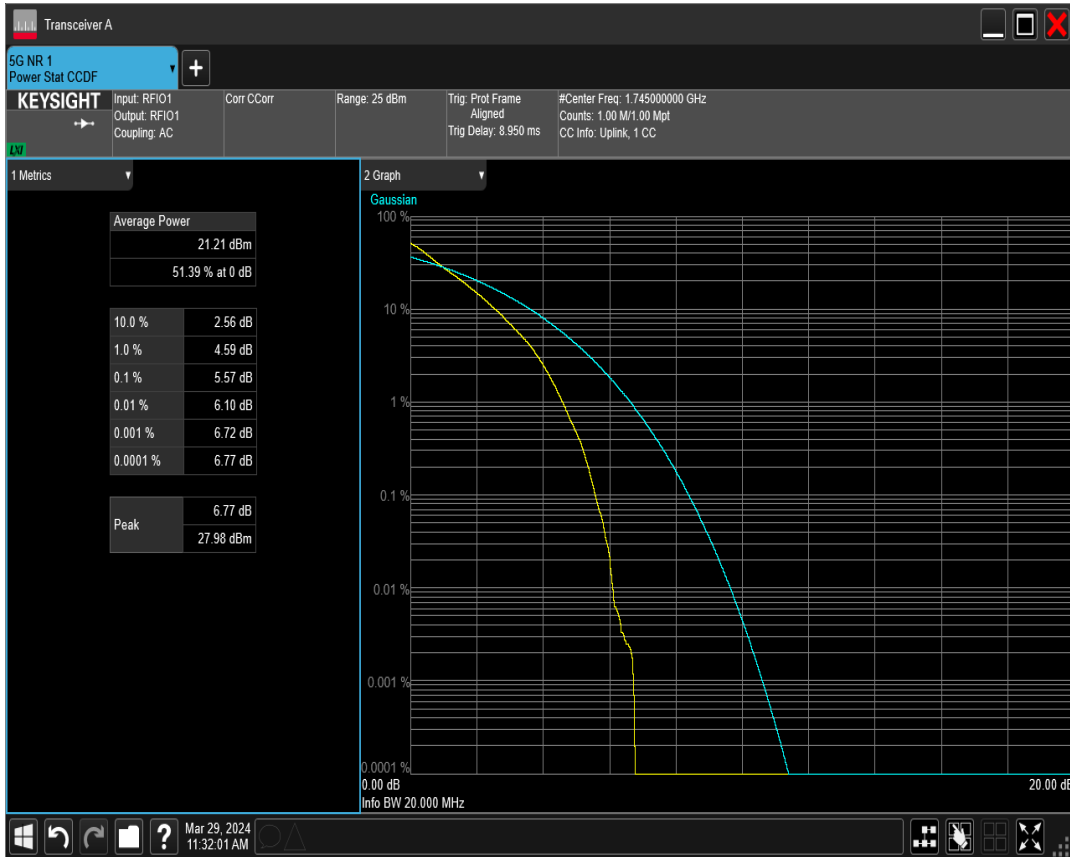 Transceiver A
5G NR 1
Power Stat CCDF
+
KEYSIGHT
LXI
Input: RFIO1
Output: RFIO1
Coupling: AC
Corr CCorr
Range: 25 dBm
Trig: Prot Frame
Aligned
Trig Delay: 8.950 ms
#Center Freq: 1.745000000 GHz
Counts: 1.00 M/1.00 Mpt
CC Info: Uplink, 1 CC
1 Metrics
Average Power
21.21 dBm
51.39 % at 0 dB
10.0 % 2.56 dB
1.0 % 4.59 dB
0.1 % 5.57 dB
0.01 % 6.10 dB
0.001 % 6.72 dB
0.0001 % 6.77 dB
Peak 6.77 dB
27.98 dBm
2 Graph
Gaussian
100 %
10 %
1 %
0.1 %
0.01 %
0.001 %
0.0001 %
0.00 dB 20.00 dB
Info BW 20.000 MHz
?
Mar 29, 2024
11:32:01 AM